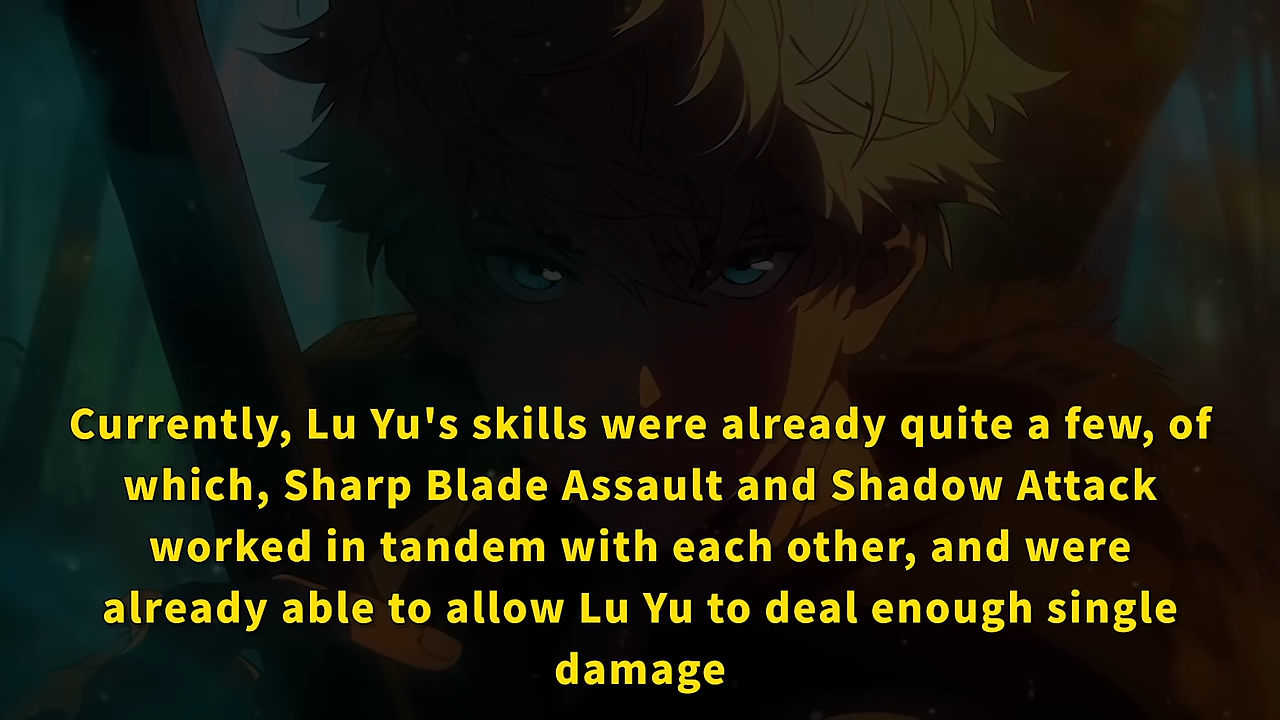 Currently, Lu Yu's skills were already quite a few, of
which, Sharp Blade Assault and Shadow Attack
worked in tandem with each other, and were
already able to allow Lu Yu to deal enough single
damage